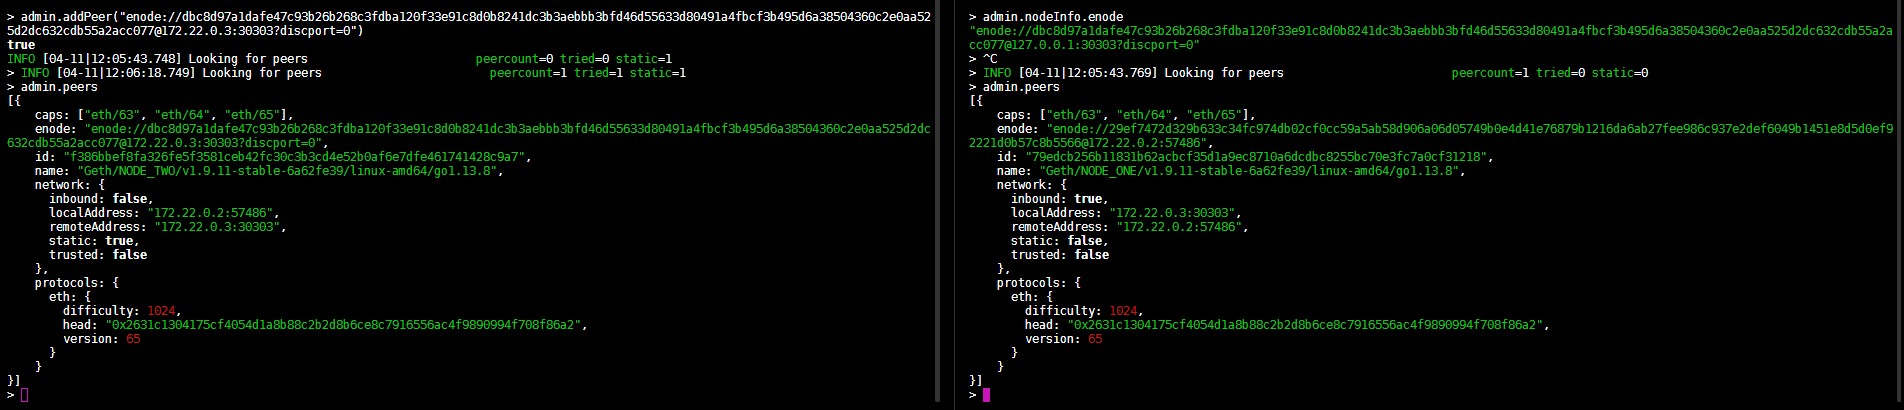 > admin.addPeer("enode://dbc8d97a1dafe47c93b26b268c3fdba120f33e91c8d0b8241dc3b3aebbb3bfd46d55633d80491a4fbcf3b495d6a38504360c2e0aa52
5d2dc632cdb55a2acc077@172.22.0.3:30303?discport=0")
true
INFO [04-11|12:05:43.748] Looking for peers peercount=0 tried=0 static=1
> INFO [04-11|12:06:18.749] Looking for peers peercount=1 tried=1 static=1
> admin.peers
[{
caps: ["eth/63", "eth/64", "eth/65"],
enode: "enode://dbc8d97a1dafe47c93b26b268c3fdba120f33e91c8d0b8241dc3b3aebbb3bfd46d55633d80491a4fbcf3b495d6a38504360c2e0aa525d2dc
632cdb55a2acc077@172.22.0.3:30303?discport=0",
id: "f386bbef8fa326fe5f3581ceb42fc30c3b3cd4e52b0af6e7dfe461741428c9a7",
name: "Geth/NODE_TWO/v1.9.11-stable-6a62fe39/linux-amd64/go1.13.8",
network: {
inbound: false,
localAddress: "172.22.0.2:57486",
remoteAddress: "172.22.0.3:30303",
static: true,
trusted: false
},
protocols: {
eth: {
difficulty: 1024,
head: "0x2631c1304175cf4054d1a8b88c2b2d8b6ce8c7916556ac4f9890994f708f86a2",
version: 65
}
}
}]
>
> admin.nodeInfo.enode
"enode://dbc8d97a1dafe47c93b26b268c3fdba120f33e91c8d0b8241dc3b3aebbb3bfd46d55633d80491a4fbcf3b495d6a38504360c2e0aa525d2dc632cdb55a2a
cc077@127.0.0.1:30303?discport=0"
> ^C
> INFO [04-11|12:05:43.769] Looking for peers peercount=1 tried=0 static=0
> admin.peers
[{
caps: ["eth/63", "eth/64", "eth/65"],
enode: "enode://29ef7472d329b633c34fc974db02cf0cc59a5ab58d906a06d05749b0e4d41e76879b1216da6ab27fee986c937e2def6049b1451e8d5d0ef9
2221d0b57c8b5566@172.22.0.2:57486",
id: "79edcb256b11831b62acbcf35d1a9ec8710a6dcdbc8255bc70e3fc7a0cf31218",
name: "Geth/NODE_ONE/v1.9.11-stable-6a62fe39/linux-amd64/go1.13.8",
network: {
inbound: true,
localAddress: "172.22.0.3:30303",
remoteAddress: "172.22.0.2:57486",
static: false,
trusted: false
},
protocols: {
eth: {
difficulty: 1024,
head: "0x2631c1304175cf4054d1a8b88c2b2d8b6ce8c7916556ac4f9890994f708f86a2",
version: 65
}
}
}]
>